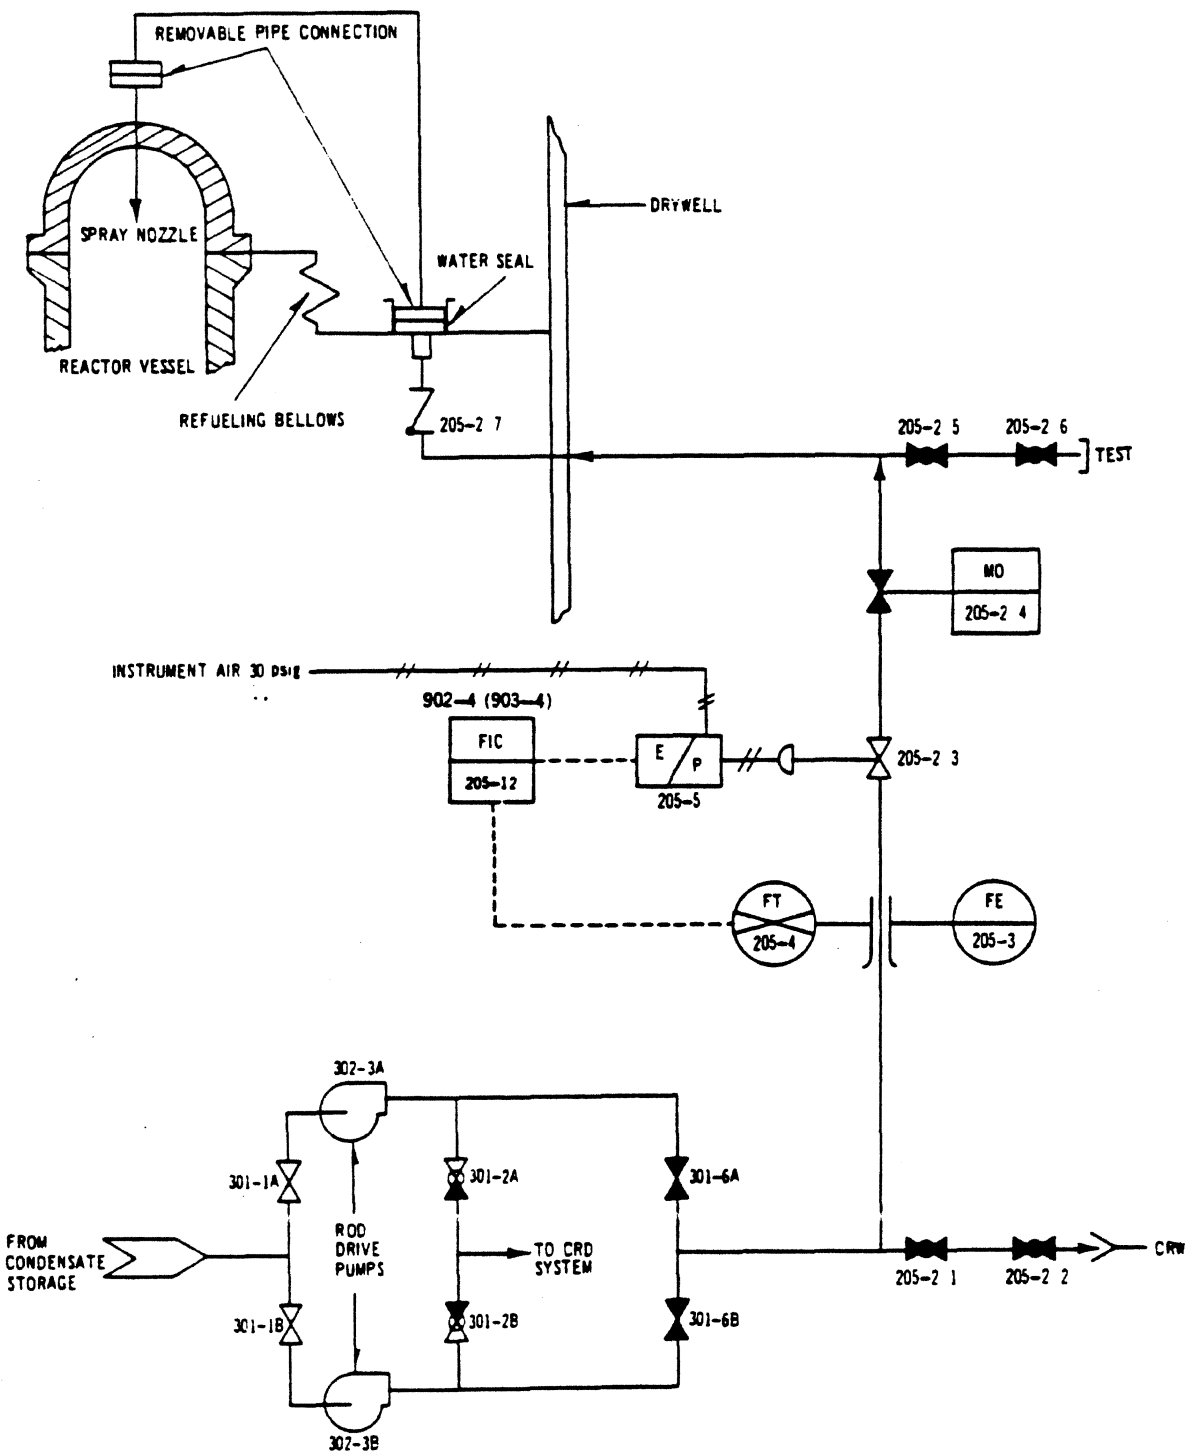 REMOVABLE PIPE CONNECTION
DRYWELL
SPRAY NOZZLE
WATER SEAL
REACTOR VESSEL
REFUELING BELLOWS
205-2 7
205-2 5
205-2 6
TEST
MO
205-2 4
INSTRUMENT AIR 30 psig
902-4 (903-4)
FIC
205-12
E
P
205-5
205-2 3
FT
205-4
FE
205-3
302-3A
301-1A
301-2A
301-6A
FROM
CONDENSATE
STORAGE
ROD
DRIVE
PUMPS
TO CRD
SYSTEM
205-2 1
205-2 2
CRW
301-1B
301-2B
301-6B
302-3B